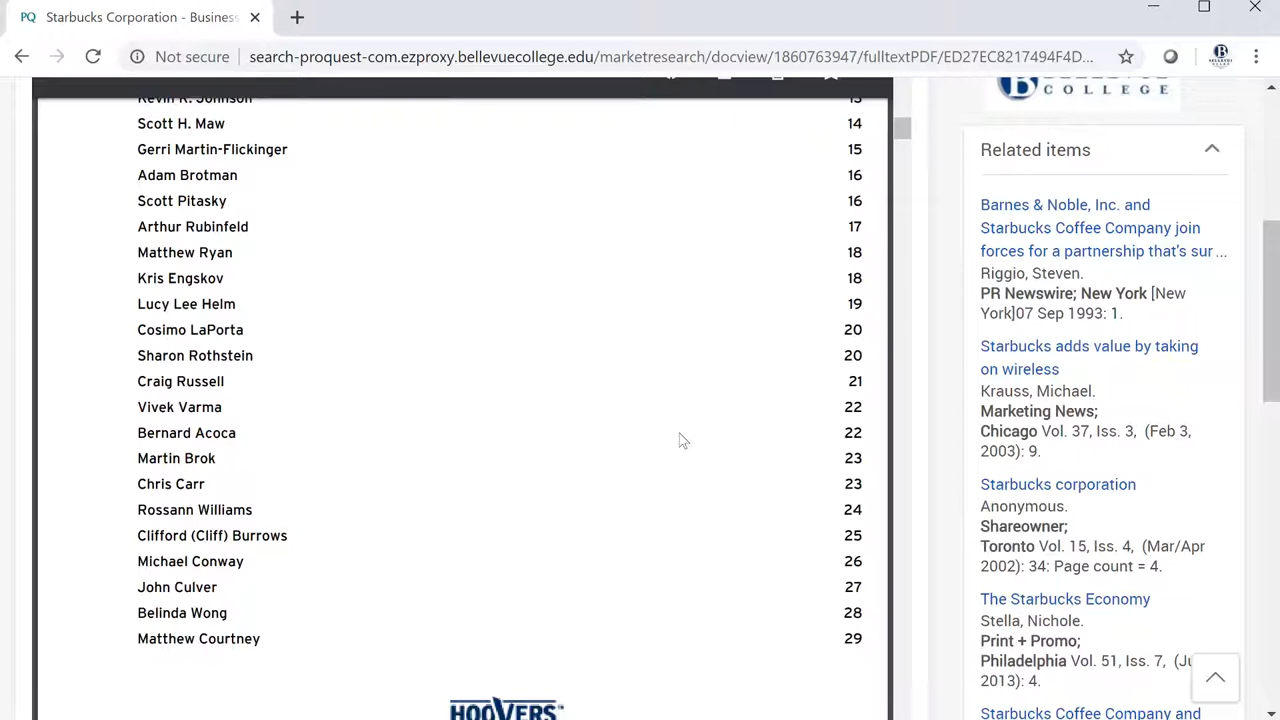 PQ Starbucks Corporation - Business
Not secure search-proquest-com.ezproxy.bellevuecollege.edu/marketresearch/docview/1860763947/fulltextPDF/ED27EC8217494F4D...
Kevin R. Johnson 13
Scott H. Maw 14
Gerri Martin-Flickinger 15
Adam Brotman 16
Scott Pitasky 16
Arthur Rubinfeld 17
Matthew Ryan 18
Kris Engskov 18
Lucy Lee Helm 19
Cosimo LaPorta 20
Sharon Rothstein 20
Craig Russell 21
Vivek Varma 22
Bernard Acoca 22
Martin Brok 23
Chris Carr 23
Rossann Williams 24
Clifford (Cliff) Burrows 25
Michael Conway 26
John Culver 27
Belinda Wong 28
Matthew Courtney 29
HOOVERS™
B COLLEGE
Related items
Barnes & Noble, Inc. and
Starbucks Coffee Company join
forces for a partnership that's sur ...
Riggio, Steven.
PR Newswire; New York [New
York]07 Sep 1993: 1.
Starbucks adds value by taking
on wireless
Krauss, Michael.
Marketing News;
Chicago Vol. 37, Iss. 3, (Feb 3,
2003): 9.
Starbucks corporation
Anonymous.
Shareowner;
Toronto Vol. 15, Iss. 4, (Mar/Apr
2002): 34: Page count = 4.
The Starbucks Economy
Stella, Nichole.
Print + Promo;
Philadelphia Vol. 51, Iss. 7, (Ju
2013): 4.
Starbucks Coffee Company and